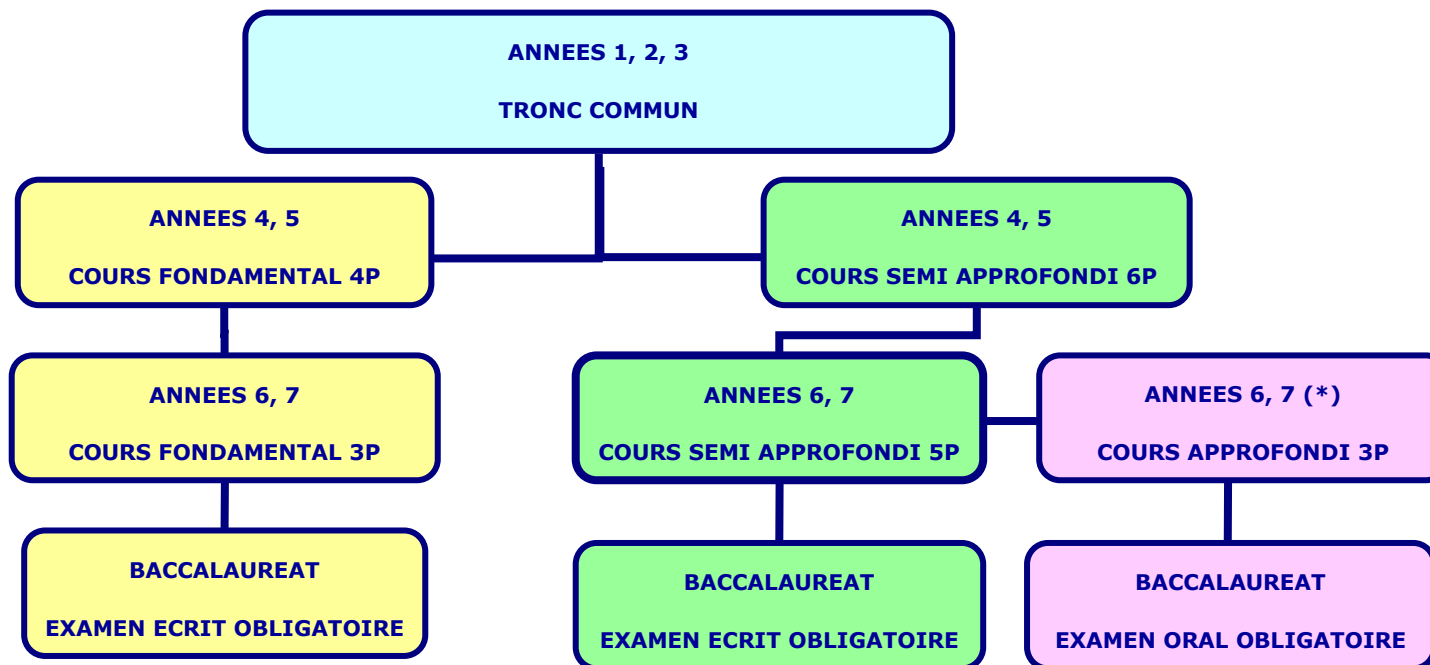 ANNEES 1, 2, 3
TRONC COMMUN
ANNEES 4, 5
COURS FONDAMENTAL 4P
ANNEES 4, 5
COURS SEMI APPROFONDI 6P
ANNEES 6, 7
COURS FONDAMENTAL 3P
ANNEES 6, 7
COURS SEMI APPROFONDI 5P
ANNEES 6, 7 (*)
COURS APPROFONDI 3P
BACCALAUREAT
EXAMEN ECRIT OBLIGATOIRE
BACCALAUREAT
EXAMEN ECRIT OBLIGATOIRE
BACCALAUREAT
EXAMEN ORAL OBLIGATOIRE